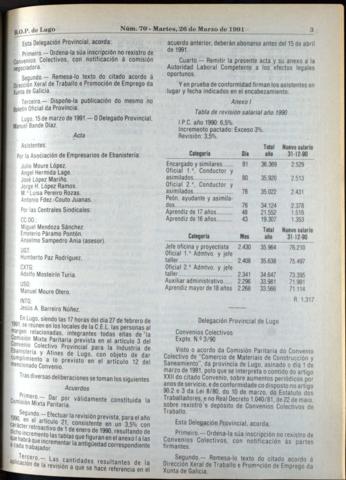 B.O.P. de Lugo
Núm. 70 - Martes, 26 de Marzo de 1991
3
Esta Delegación Provincial, acorda:
Primeiro.— Ordena-la súa inscripción no rexistro de
Convenios Colectivos, con notificación á comisión
negociadora.
Segundo.— Remesa-lo texto do citado acordo á
Dirección Xeral de Traballo e Promoción de Emprego da
Xunta de Galicia.
Terceiro.— Dispoñe-la publicación do mesmo no
Boletín Oficial da Provincia.
Lugo, 15 de marzo de 1991.— O Delegado Provincial,
Manuel Bande Díaz.
Acta
Asistentes:
Por la Asociación de Empresarios de Ebanistería:
Julio Moure López.
Angel Hermida Lage.
José López Mariño.
Jorge H. López Ramos.
M.ª Luisa Pereiro Rozas.
Antonio Fdez.-Couto Juanas.
Por las Centrales Sindicales:
CC.OO.:
Miguel Mendoza Sánchez
Emeterio Páramo Pontón.
Anselmo Sampedro Ania (asesor).
UGT:
Humberto Paz Rodríguez.
CXTG:
Adolfo Mosteirín Turia.
USO:
Manuel Moure Otero.
INTG:
Jesús A. Barreira Núñez.
En Lugo, siendo las 17 horas del día 27 de febrero de
1991, se reunen en los locales de la C.E.L. las personas al
margen relacionadas, integrantes todas ellas de la
Comisión Mixta Paritaria prevista en el artículo 3 del
Convenio Colectivo Provincial para la Industria de
Ebanistería y Afines de Lugo, con objeto de dar
cumplimiento a lo previsto en el artículo 12 del
mencionado Convenio.
Tras diversas deliberaciones se toman los siguientes
Acuerdos
Primero.— Dar por válidamente constituida la
Comisión Mixta Paritaria.
Segundo.— Efectuar la revisión prevista, para el año
1990, en el artículo 21, consistente en un 3,5% con
carácter retroactivo de 1 de enero de 1990, resultando de
dicho incremento las tablas que figuran en el anexo I a las
que habrá que incrementar la antigüedad correspondiente
a cada trabajador.
Tercero.— Las cantidades resultantes de la
aplicación de la revisión a que se hace referencia en el
acuerdo anterior, deberán abonarse antes del 15 de abril
de 1991.
Cuarto.— Remitir la presente acta y su anexo a la
Autoridad Laboral Competente a los efectos legales
oportunos.
Y en prueba de conformidad firman los asistentes en
lugar y fecha indicados en el encabezamiento.
Anexo I
Tabla de revisión salarial año 1990
I.P.C. año 1990: 6,5%.
Incremento pactado: Exceso 3%.
Revisión: 3,5%.
Categoría Día Total año Nuevo salario 31-12-90
Encargado y similares 81 36.369 2.529
Oficial 1.ª, Conductor y
asimilados 80 35.920 2.513
Oficial 2.ª, Conductor y
asimilados 78 35.022 2.431
Peón, ayudante y asimila-
dos 76 34.124 2.378
Aprendiz de 17 años 48 21.552 1.515
Aprendiz de 16 años 43 19.307 1.353
Categoría Mes Total año Nuevo salario 31-12-90
Jefe oficina y proyectista 2.430 35.964 76.210
Oficial 1.ª Admtvo. y jefe
taller 2.408 35.638 75.497
Oficial 2.ª Admtvo. y jefe
taller 2.341 34.647 73.395
Auxiliar administrativo 2.296 33.981 71.991
Aprendiz mayor de 18 años 2.268 33.566 71.114
R. 1.317
Delegación Provincial de Lugo
Convenios Colectivos
Expte. N.º 3/90
Visto o acordo da Comisión Paritaria do Convenio
Colectivo de "Comercio de Materiais de Construcción y
Saneamiento", da provincia de Lugo, asinado o día 1 de
marzo de 1991, polo que se interpreta o contido do artigo
XXII do citado Convenio, sobre aumentos periódicos por
anos de servicio, e de conformidade co disposto no artigo
90.2 e 3 da Lei 8/80, do 10 de marzo, do Estatuto dos
Traballadores, e no Real Decreto 1.040/81, de 22 de maio,
sobre rexistro e depósito de Convenios Colectivos de
Traballo.
Esta Delegación Provincial, acorda:
Primeiro.— Ordena-la súa inscripción no rexistro de
Convenios Colectivos, con notificación ás partes
firmantes.
Segundo.— Remesa-lo texto do citado acordo á
Dirección Xeral de Traballo e Promoción de Emprego da
Xunta de Galicia.